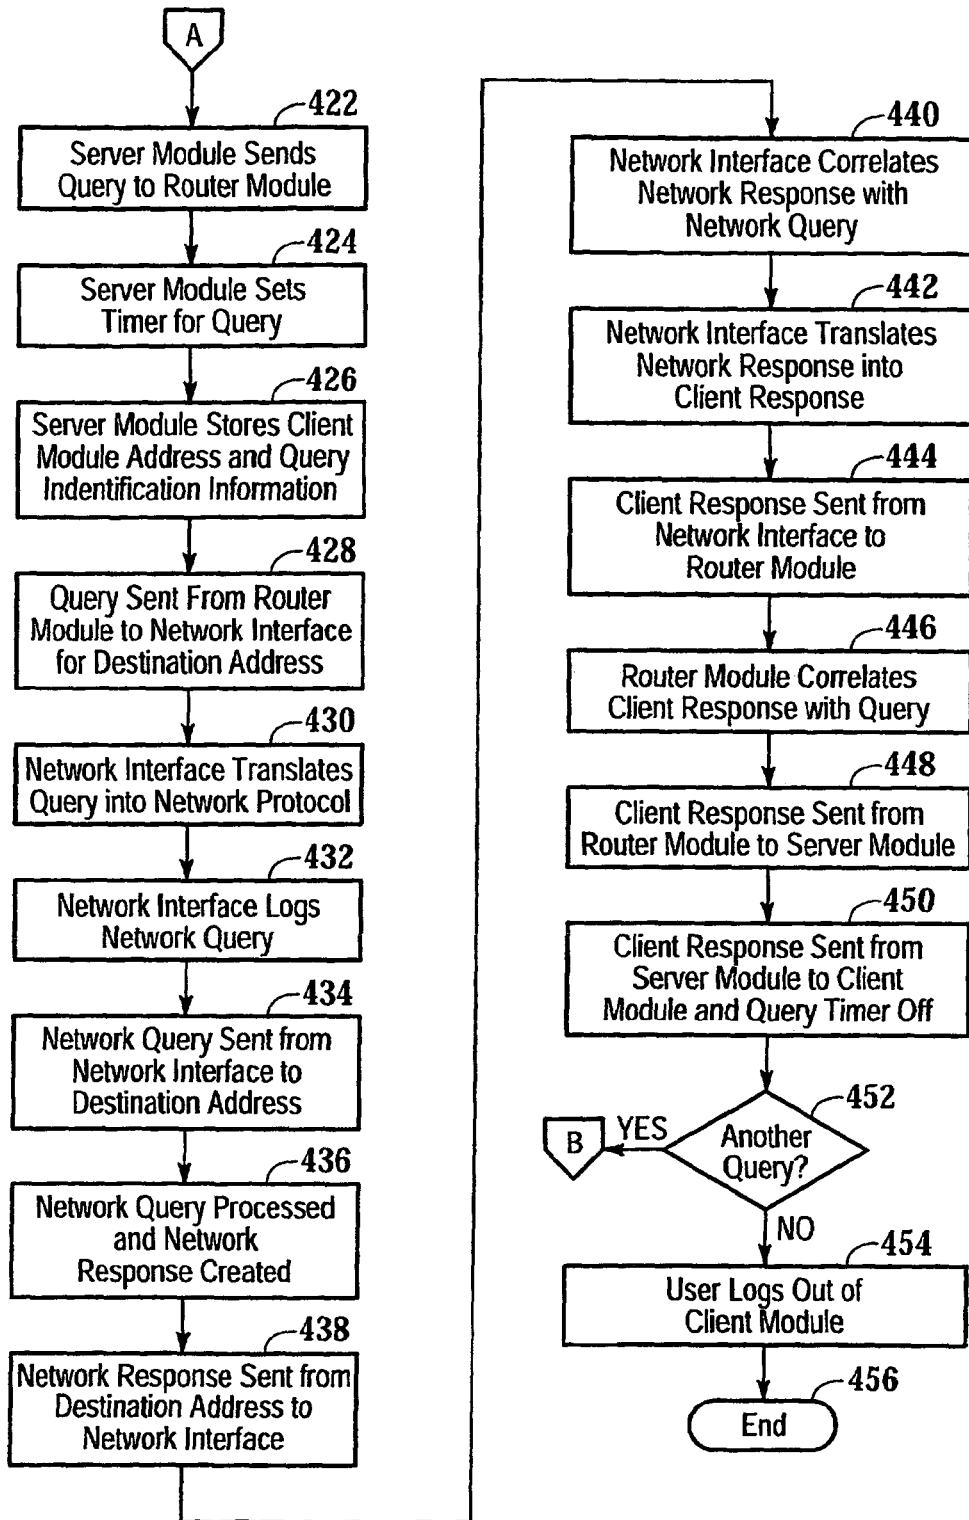 A
422
Server Module Sends
Query to Router Module
424
Server Module Sets
Timer for Query
426
Server Module Stores Client
Module Address and Query
Indentification Information
428
Query Sent From Router
Module to Network Interface
for Destination Address
430
Network Interface Translates
Query into Network Protocol
432
Network Interface Logs
Network Query
434
Network Query Sent from
Network Interface to
Destination Address
436
Network Query Processed
and Network
Response Created
438
Network Response Sent from
Destination Address to
Network Interface
440
Network Interface Correlates
Network Response with
Network Query
442
Network Interface Translates
Network Response into
Client Response
444
Client Response Sent from
Network Interface to
Router Module
446
Router Module Correlates
Client Response with Query
448
Client Response Sent from
Router Module to Server Module
450
Client Response Sent from
Server Module to Client
Module and Query Timer Off
452
Another
Query?
YES
B
NO
454
User Logs Out of
Client Module
456
End